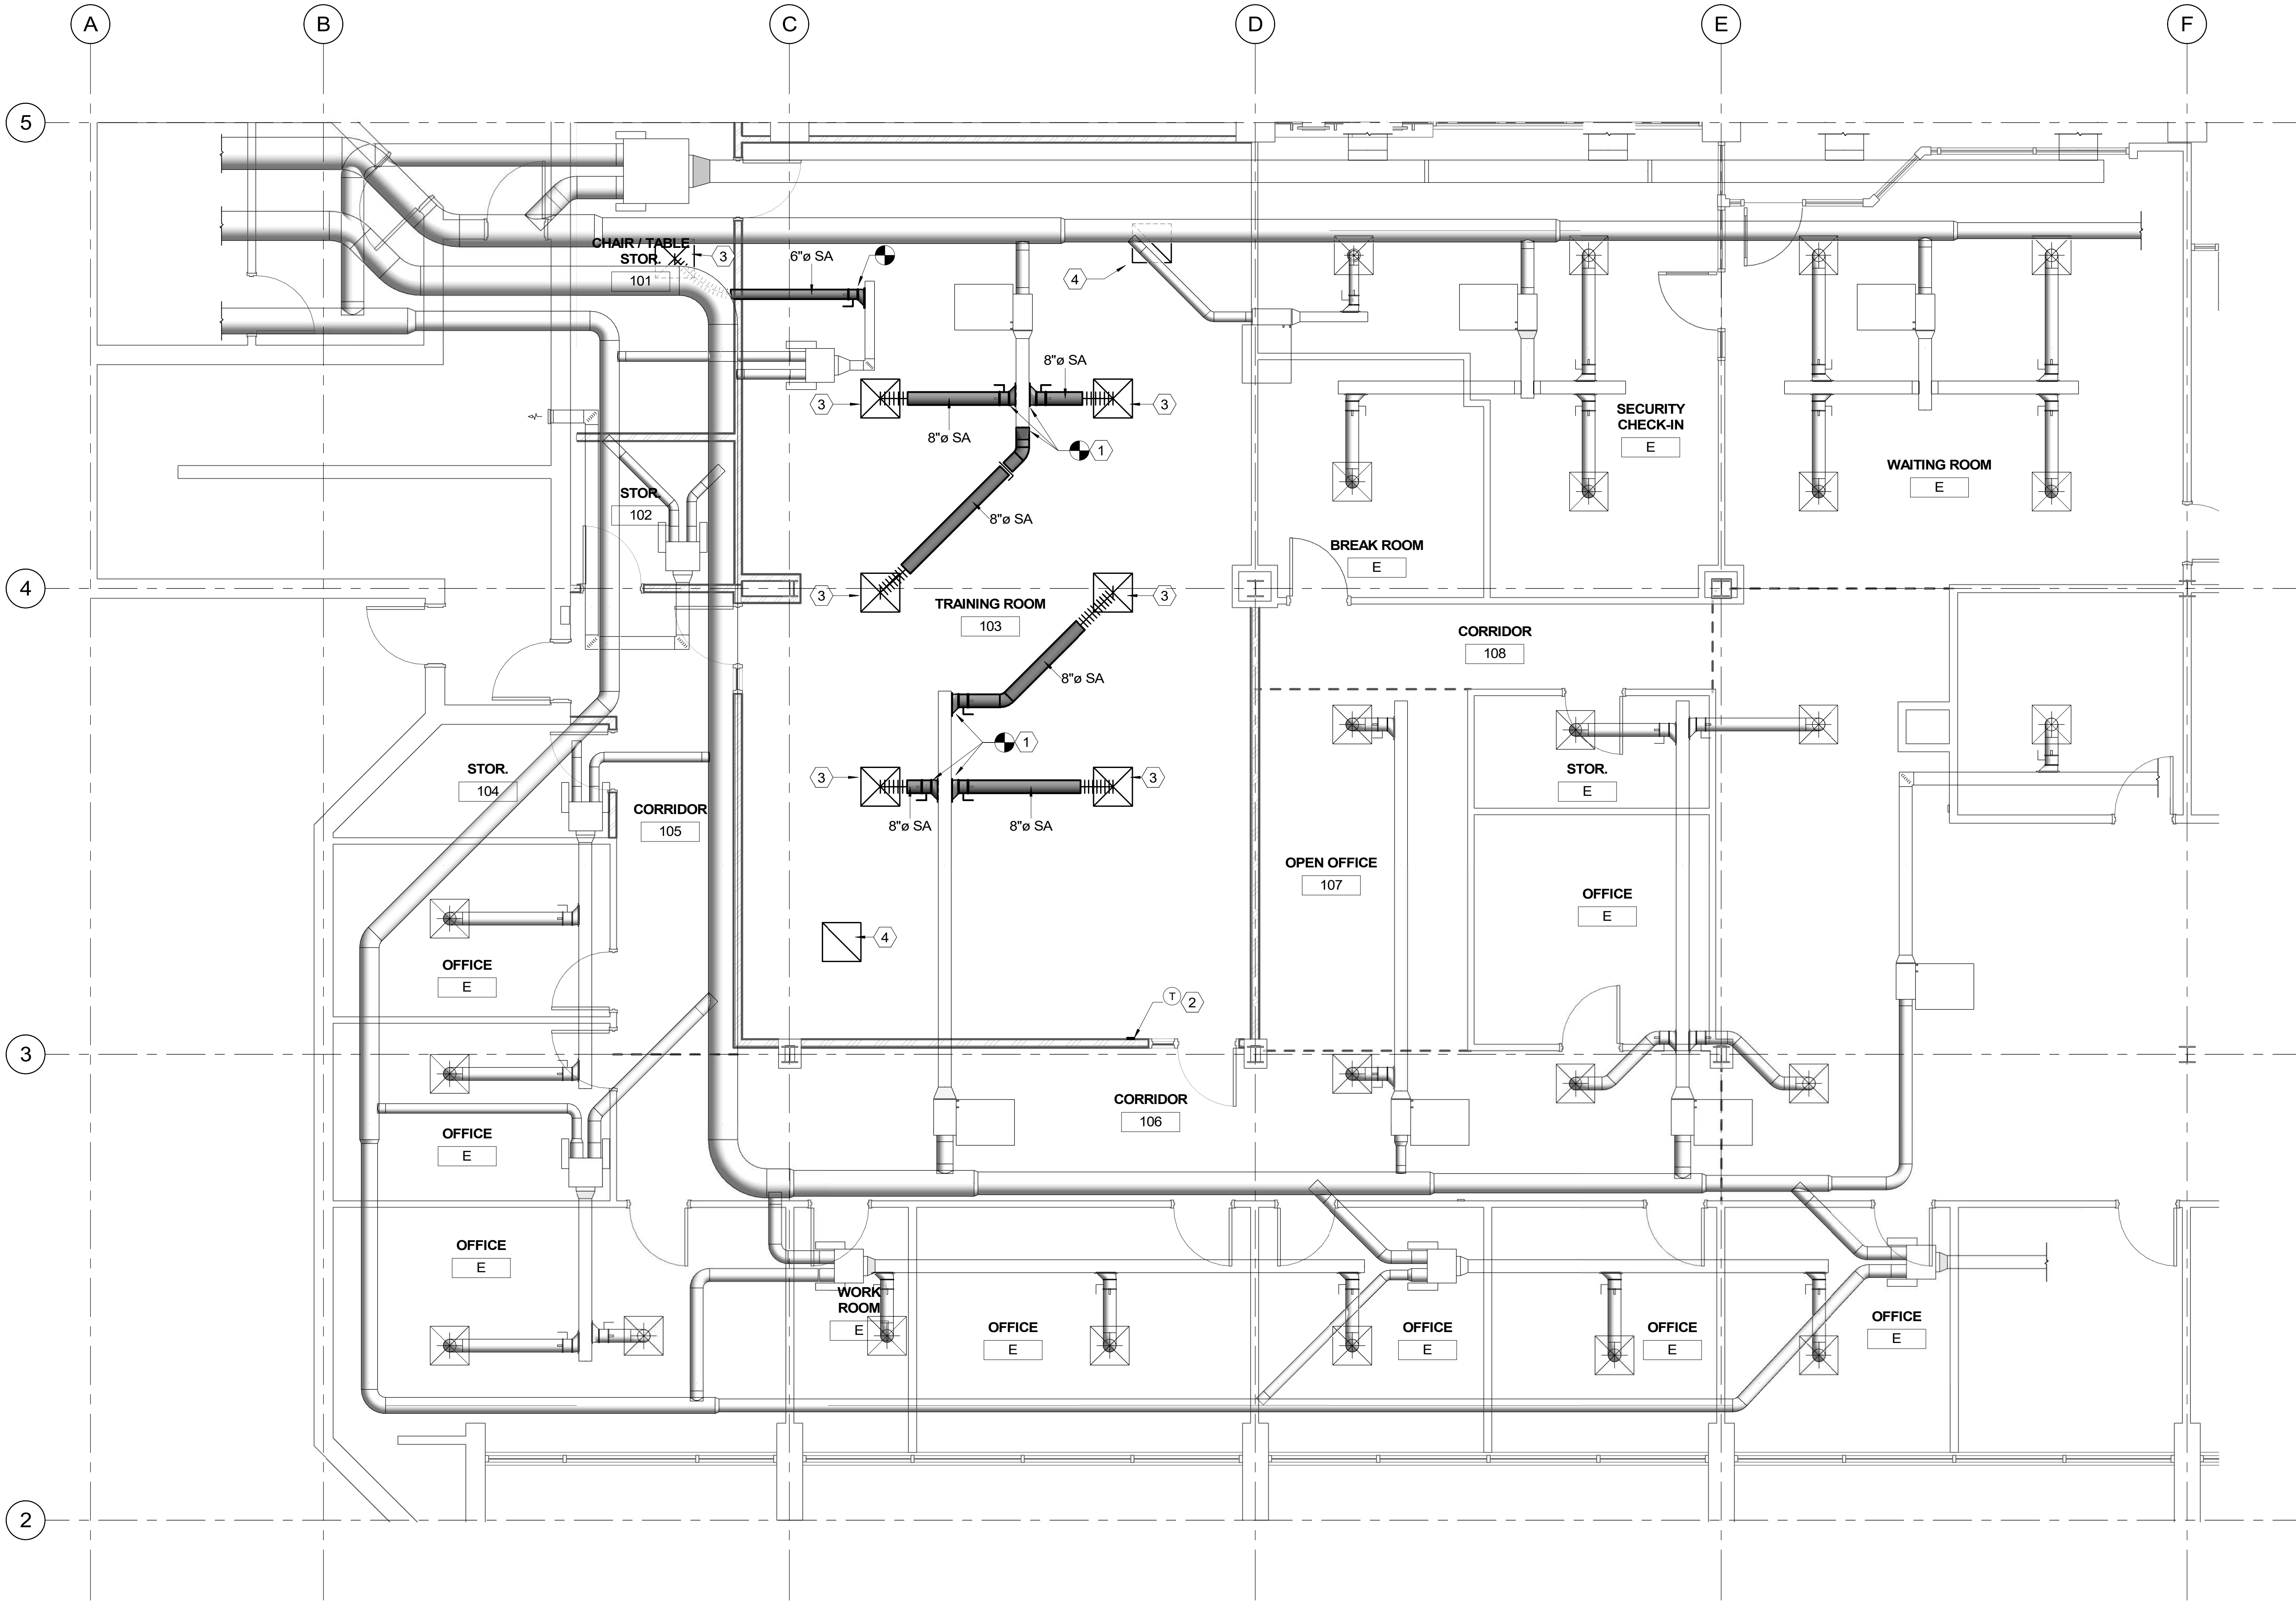 A
B
C
D
E
F
5
CHAIR / TABLE
STOR.
101
3
6"ø SA
4
8"ø SA
3
3
8"ø SA
SECURITY
CHECK-IN
E
1
WAITING ROOM
E
STOR.
102
8"ø SA
BREAK ROOM
E
4
3
3
TRAINING ROOM
103
CORRIDOR
108
8"ø SA
1
STOR.
104
3
3
STOR.
E
CORRIDOR
105
8"ø SA
8"ø SA
OPEN OFFICE
107
OFFICE
E
4
OFFICE
E
T
2
3
CORRIDOR
106
OFFICE
E
OFFICE
E
WORK
ROOM
E
OFFICE
E
OFFICE
E
OFFICE
E
OFFICE
E
2